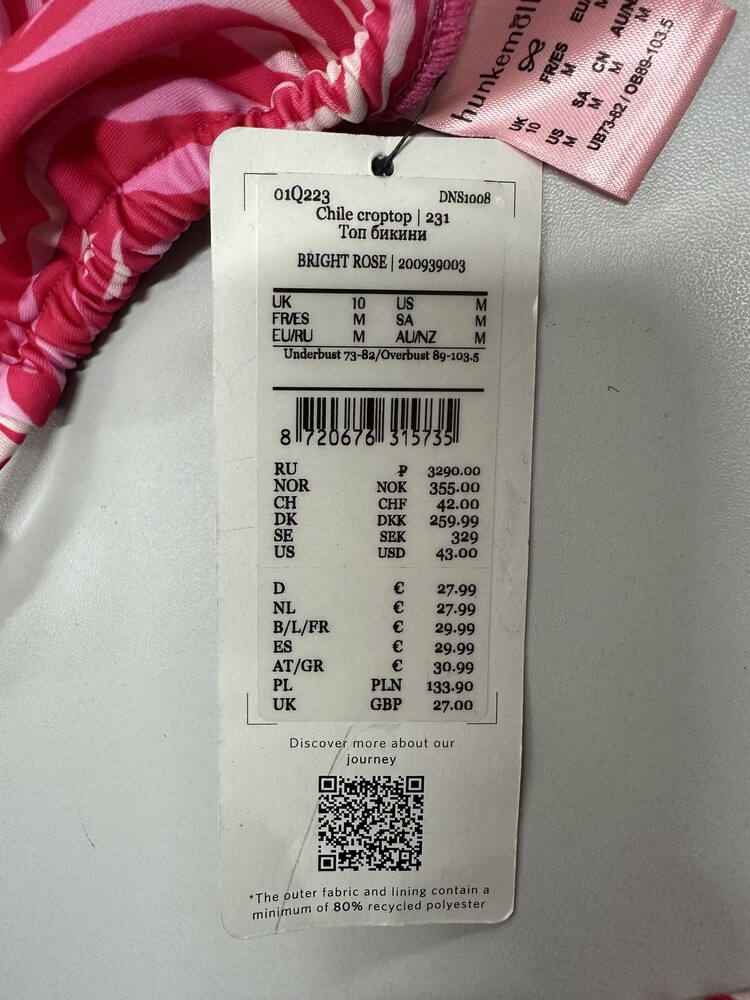 hunkemöll
UK FR/ES EU
10 M M
US SA CN AU/N
M M M M
UB73-82 / OB89-103.5
01Q223 DNS1008
Chile croptop | 231
Топ бикини
BRIGHT ROSE | 200939003
UK 10 US M
FR/ES M SA M
EU/RU M AU/NZ M
Underbust 73-82/Overbust 89-103.5
8 720676 315735
RU ₽ 3290.00
NOR NOK 355.00
CH CHF 42.00
DK DKK 259.99
SE SEK 329
US USD 43.00
D € 27.99
NL € 27.99
B/L/FR € 29.99
ES € 29.99
AT/GR € 30.99
PL PLN 133.90
UK GBP 27.00
Discover more about our
journey
*The outer fabric and lining contain a
minimum of 80% recycled polyester